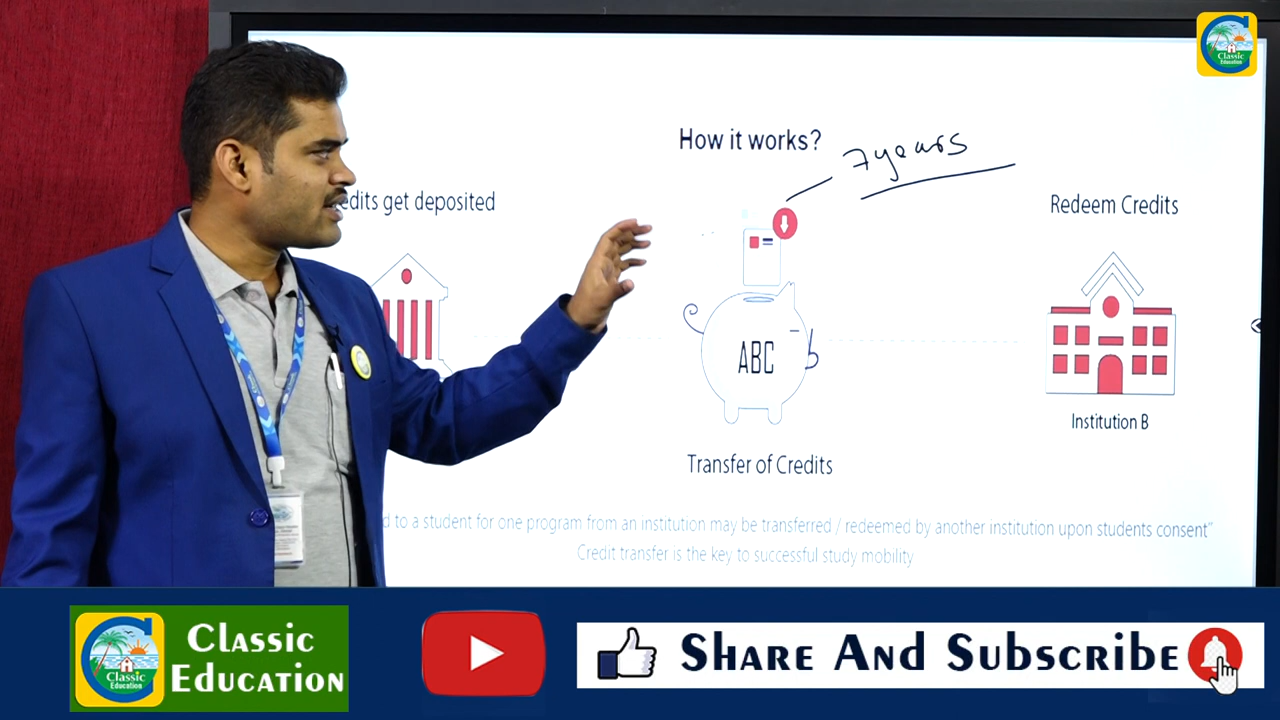 Classic
Education
How it works?
7 years
edits get deposited
Redeem Credits
ABC
b
Institution B
Transfer of Credits
d to a student for one program from an institution may be transferred / redeemed by another institution upon students consent"
Credit transfer is the key to successful study mobility
Classic
Education
Classic
Education
Share And Subscribe